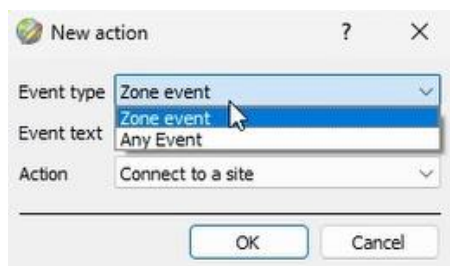 New action ?
Event type Zone event
Zone event
Event text Any Event
Action Connect to a site
OK Cancel